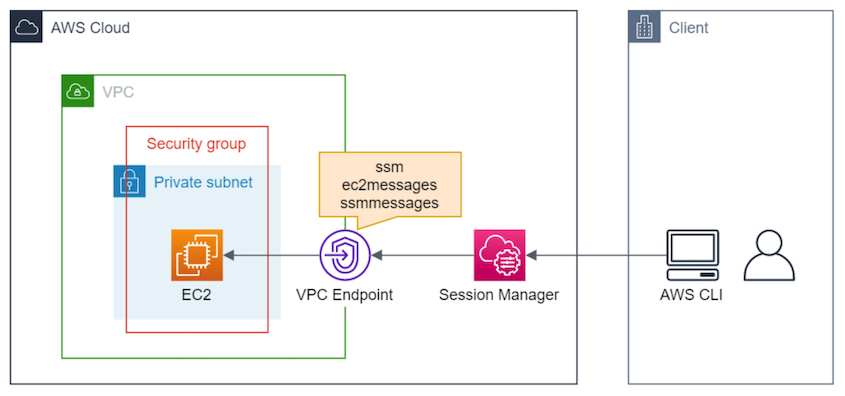 AWS Cloud
Client
VPC
Security group
Private subnet
ssm
ec2messages
ssmmessages
EC2
VPC Endpoint
Session Manager
AWS CLI